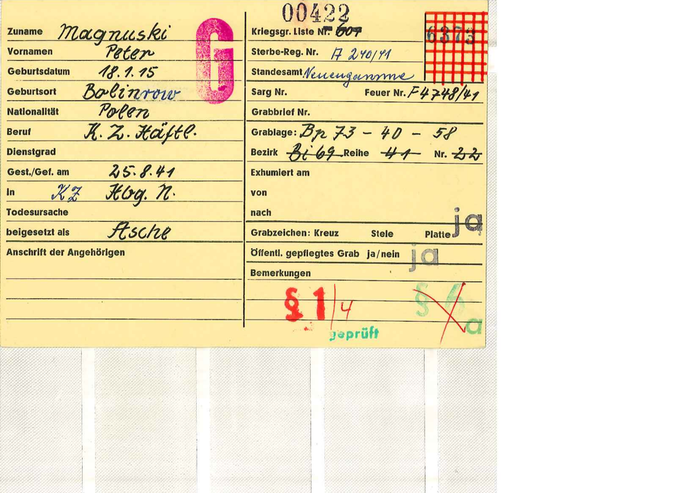 00422
Zuname Magnuski
Vornamen Peter
Geburtsdatum 18.1.15
Geburtsort Bolinrow
Nationalität Polen
Beruf K.Z. Häftl.
Dienstgrad
Gest./Gef. am 25.8.41
In KZ Hbg. N.
Todesursache
beigesetzt als Asche
Anschrift der Angehörigen
G
Kriegsgr. Liste Nr. 607
6373
Sterbe-Reg. Nr. A 240/41
Standesamt Neuengamme
Sarg Nr. Feuer Nr. F4748/41
Grabbrief Nr.
Grablage: Bp 73 - 40 - 58
Bezirk Bi 69 Reihe 41 Nr. 22
Exhumiert am
von
nach
ja
Grabzeichen: Kreuz Stele Platte
Öffentl. gepflegtes Grab ja/nein ja
Bemerkungen
§ 1/4
geprüft
§
a